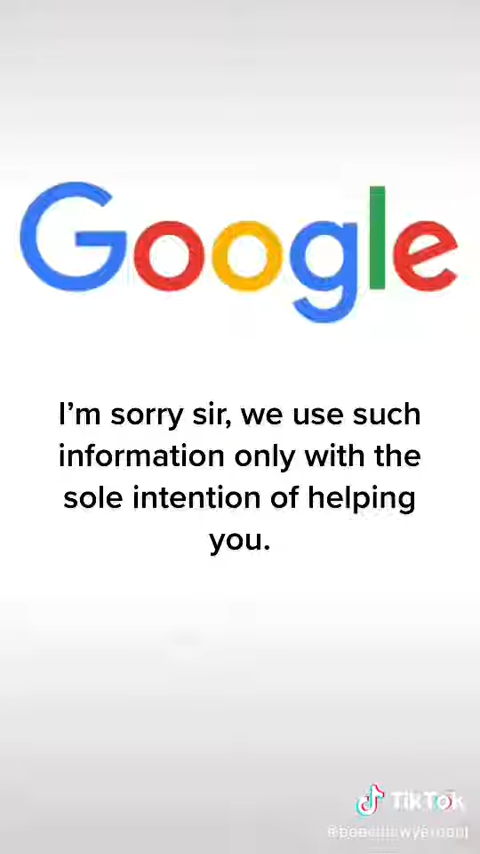 Google
I’m sorry sir, we use such
information only with the
sole intention of helping
you.
TikTok